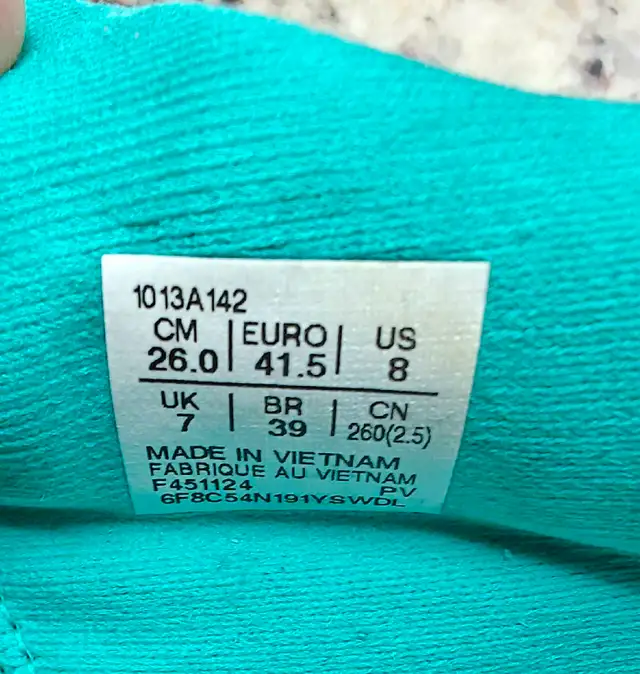 1013A142
CM | EURO | US
26.0 | 41.5 | 8
UK | BR | CN
7 | 39 | 260(2.5)
MADE IN VIETNAM
FABRIQUE AU VIETNAM
F451124 PV
6F8C54N191YSWDL